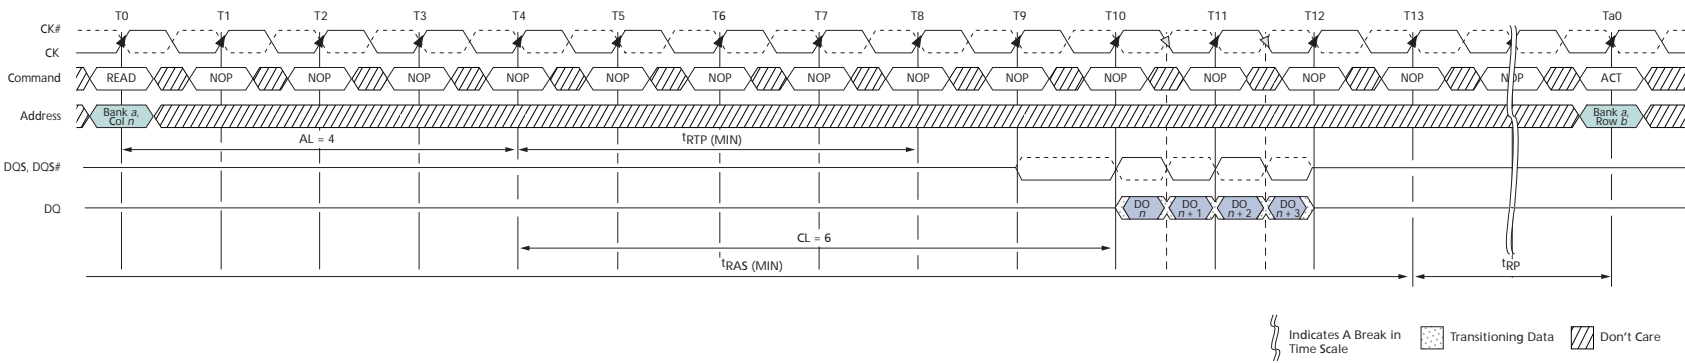 T0 T1 T2 T3 T4 T5 T6 T7 T8 T9 T10 T11 T12 T13 Ta0
CK#
CK
Command READ NOP NOP NOP NOP NOP NOP NOP NOP NOP NOP NOP NOP NOP NOP ACT
Address Bank a, Col n Bank a, Row b
AL = 4 tRTP (MIN)
DQS, DQS#
DQ DO n DO n + 1 DO n + 2 DO n + 3
CL = 6
tRAS (MIN) tRP
Indicates A Break in
Time Scale
Transitioning Data
Don't Care